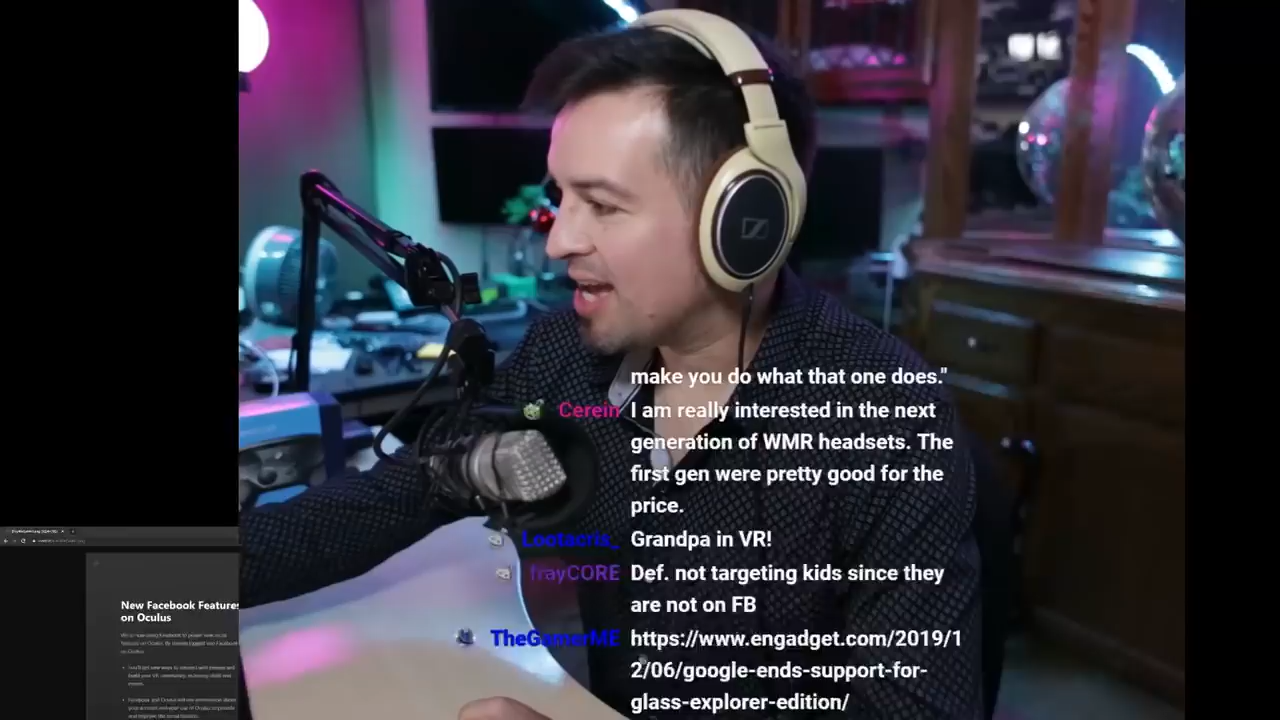 make you do what that one does."
Cerein I am really interested in the next
generation of WMR headsets. The
first gen were pretty good for the
price.
Lootacris_ Grandpa in VR!
frayCORE Def. not targeting kids since they
are not on FB
TheGamerME https://www.engadget.com/2019/1
2/06/google-ends-support-for-
glass-explorer-edition/
New Facebook Features
on Oculus